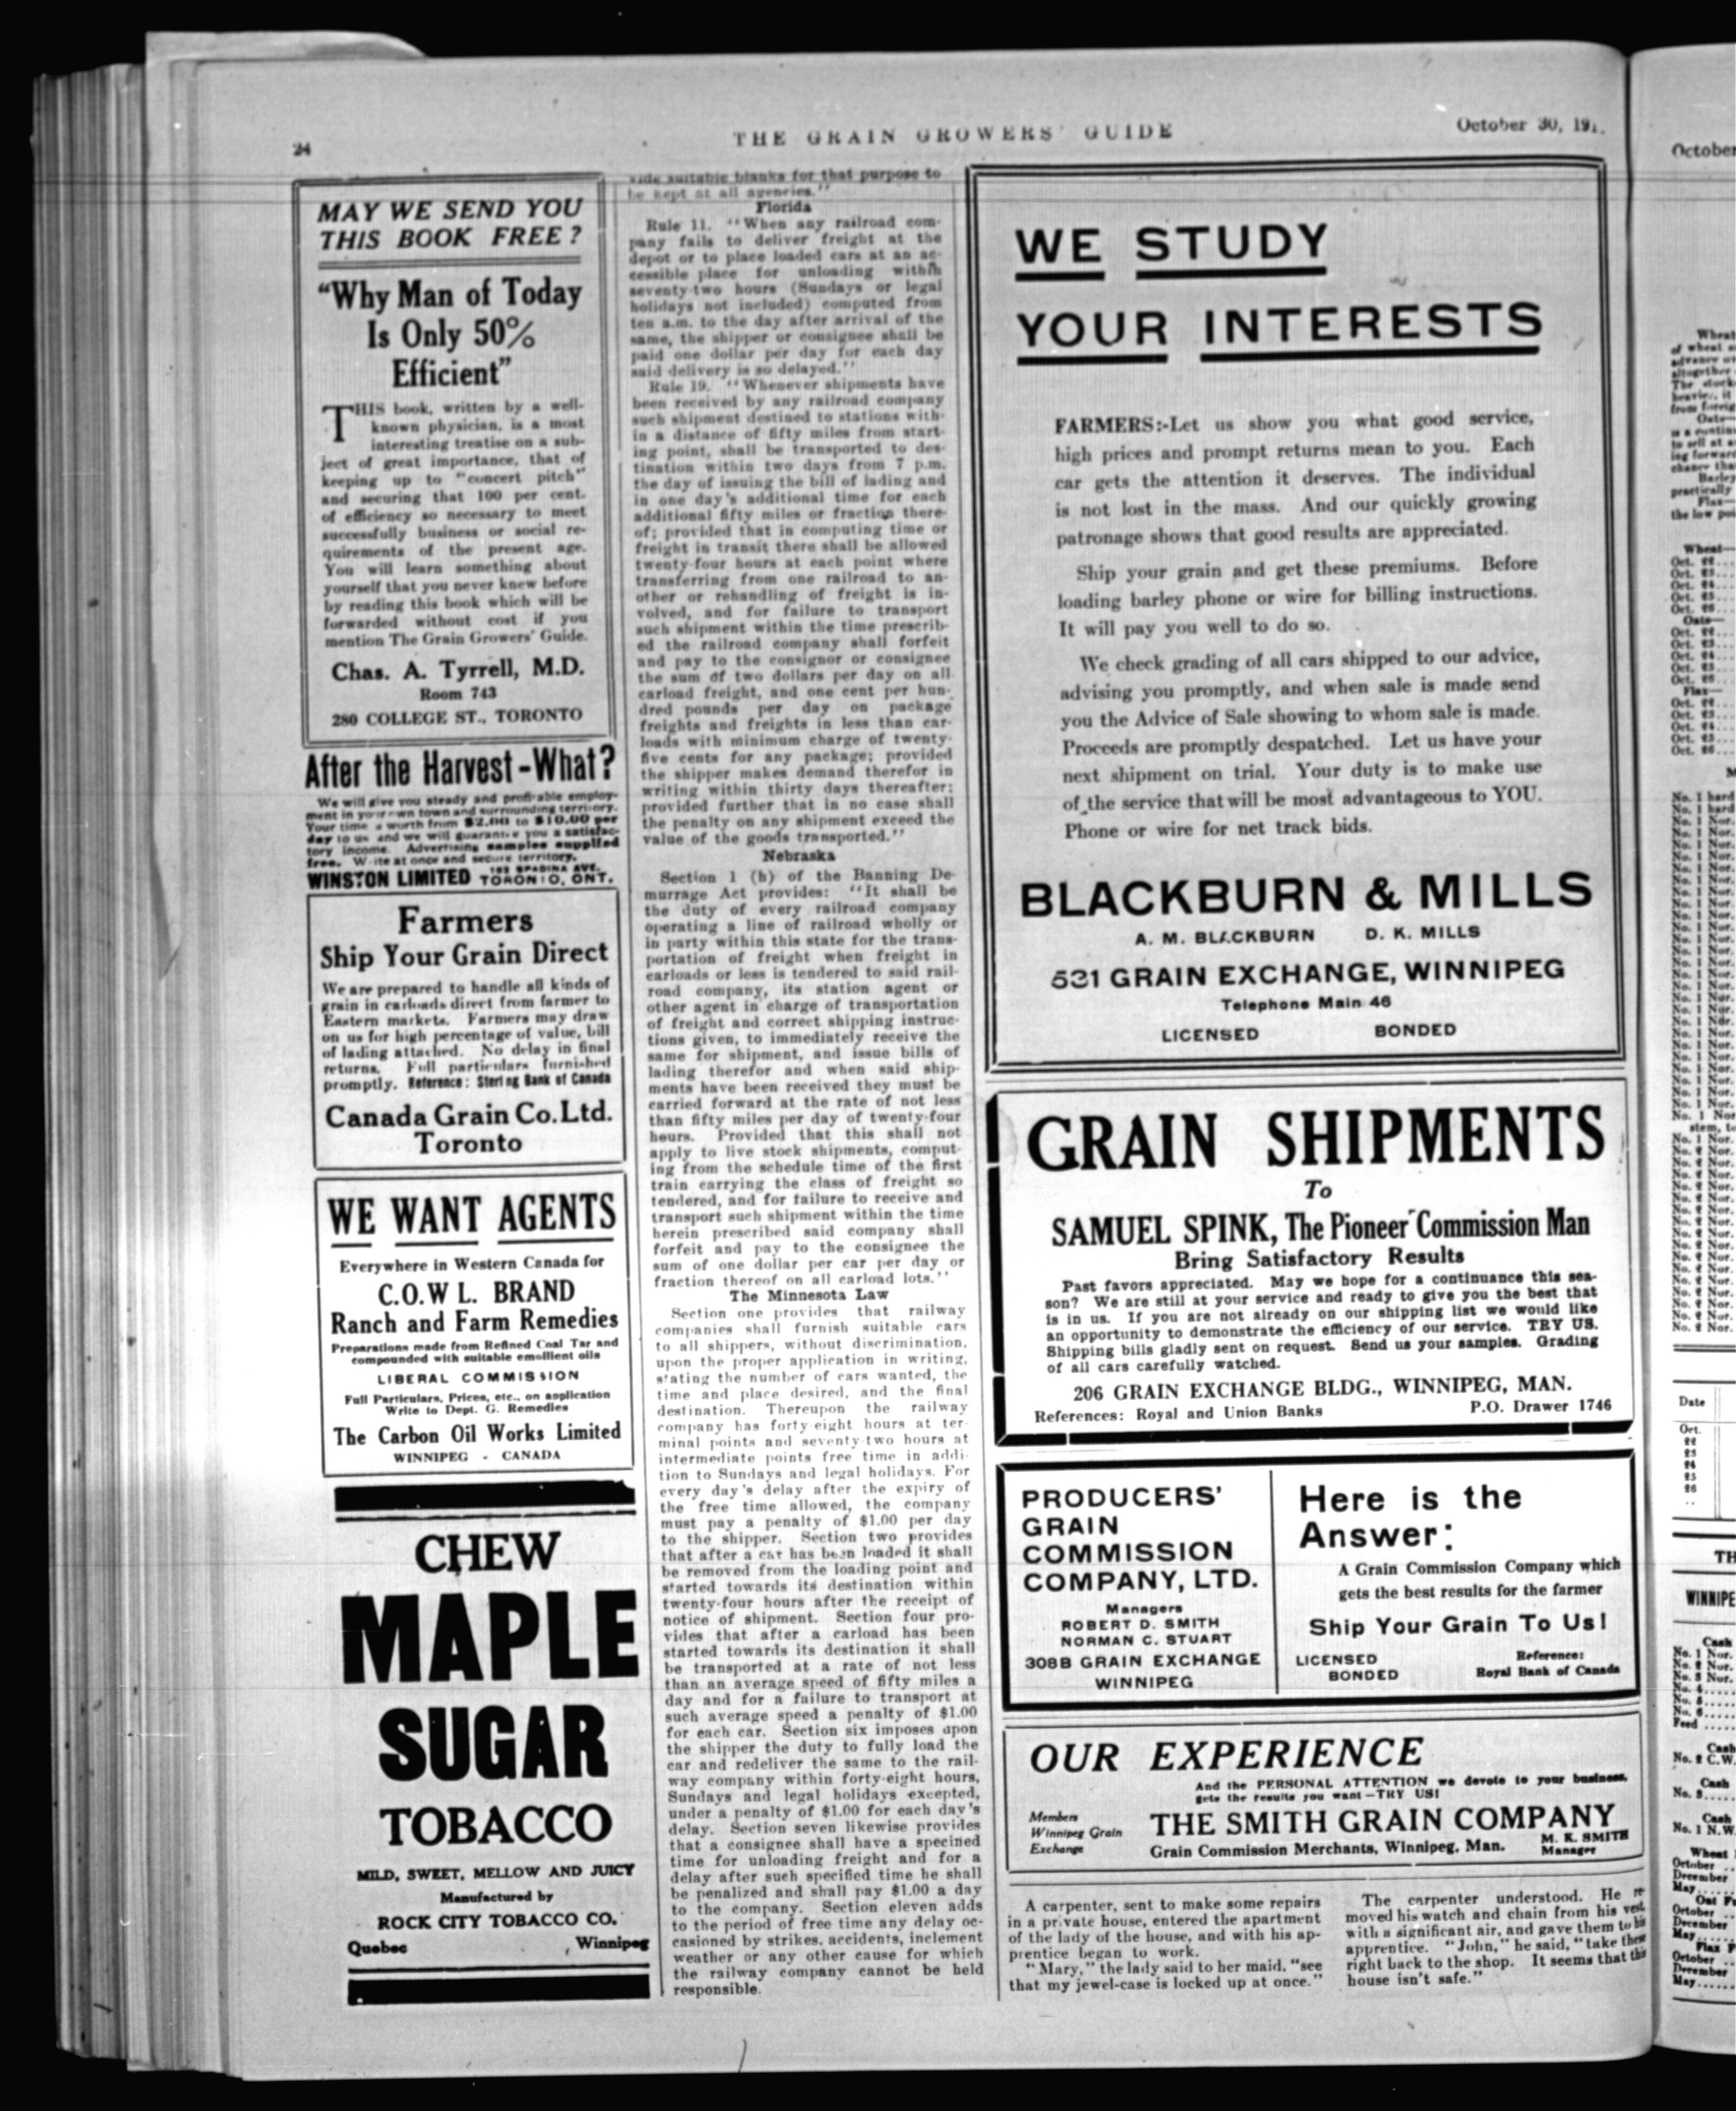 24
THE GRAIN GROWERS' GUIDE
October 30, 191
MAY WE SEND YOU
THIS BOOK FREE?
"Why Man of Today
Is Only 50%
Efficient"
THIS book, written by a well-
known physician, is a most
interesting treatise on a sub-
ject of great importance, that of
keeping up to "concert pitch"
and securing that 100 per cent.
of efficiency so necessary to meet
successfully business or social re-
quirements of the present age.
You will learn something about
yourself that you never knew before
by reading this book which will be
forwarded without cost if you
mention The Grain Growers' Guide.
Chas. A. Tyrrell, M.D.
Room 743
280 COLLEGE ST., TORONTO
After the Harvest-What?
We will give you steady and profitable employ-
ment in your own town and surrounding territory.
Your time is worth from $2.00 to $10.00 per
day to us and we will guarantee you a satisfac-
tory income. Advertising samples supplied
free. Write at once and secure territory.
WINSTON LIMITED 182 SPADINA AVE.
TORONTO, ONT.
Farmers
Ship Your Grain Direct
We are prepared to handle all kinds of
grain in carloads direct from farmer to
Eastern markets. Farmers may draw
on us for high percentage of value, bill
of lading attached. No delay in final
returns. Full particulars furnished
promptly. Reference: Sterling Bank of Canada
Canada Grain Co. Ltd.
Toronto
WE WANT AGENTS
Everywhere in Western Canada for
C.O.W L. BRAND
Ranch and Farm Remedies
Preparations made from Refined Coal Tar and
compounded with suitable emollient oils
LIBERAL COMMISSION
Full Particulars, Prices, etc., on application
Write to Dept. G. Remedies
The Carbon Oil Works Limited
WINNIPEG - CANADA
CHEW
MAPLE
SUGAR
TOBACCO
MILD, SWEET, MELLOW AND JUICY
Manufactured by
ROCK CITY TOBACCO CO.
Quebec Winnipeg
vide suitable blanks for that purpose to
be kept at all agencies."
Florida
Rule 11. "When any railroad com-
pany fails to deliver freight at the
depot or to place loaded cars at an ac-
cessible place for unloading within
seventy-two hours (Sundays or legal
holidays not included) computed from
ten a.m. to the day after arrival of the
same, the shipper or consignee shall be
paid one dollar per day for each day
said delivery is so delayed."
Rule 19. "Whenever shipments have
been received by any railroad company
such shipment destined to stations with-
in a distance of fifty miles from start-
ing point, shall be transported to des-
tination within two days from 7 p.m.
the day of issuing the bill of lading and
in one day's additional time for each
additional fifty miles or fraction there-
of; provided that in computing time or
freight in transit there shall be allowed
twenty-four hours at each point where
transferring from one railroad to an-
other or rehandling of freight is in-
volved, and for failure to transport
such shipment within the time prescrib-
ed the railroad company shall forfeit
and pay to the consignor or consignee
the sum of two dollars per day on all
carload freight, and one cent per hun-
dred pounds per day on package
freights and freights in less than car-
loads with minimum charge of twenty-
five cents for any package; provided
the shipper makes demand therefor in
writing within thirty days thereafter;
provided further that in no case shall
the penalty on any shipment exceed the
value of the goods transported."
Nebraska
Section 1 (b) of the Banning De-
murrage Act provides: "It shall be
the duty of every railroad company
operating a line of railroad wholly or
in party within this state for the trans-
portation of freight when freight in
carloads or less is tendered to said rail-
road company, its station agent or
other agent in charge of transportation
of freight and correct shipping instruc-
tions given, to immediately receive the
same for shipment, and issue bills of
lading therefor and when said ship-
ments have been received they must be
carried forward at the rate of not less
than fifty miles per day of twenty-four
hours. Provided that this shall not
apply to live stock shipments, comput-
ing from the schedule time of the first
train carrying the class of freight so
tendered, and for failure to receive and
transport such shipment within the time
herein prescribed said company shall
forfeit and pay to the consignee the
sum of one dollar per car per day or
fraction thereof on all carload lots."
The Minnesota Law
Section one provides that railway
companies shall furnish suitable cars
to all shippers, without discrimination,
upon the proper application in writing,
stating the number of cars wanted, the
time and place desired, and the final
destination. Thereupon the railway
company has forty-eight hours at ter-
minal points and seventy-two hours at
intermediate points free time in addi-
tion to Sundays and legal holidays. For
every day's delay after the expiry of
the free time allowed, the company
must pay a penalty of $1.00 per day
to the shipper. Section two provides
that after a car has been loaded it shall
be removed from the loading point and
started towards its destination within
twenty-four hours after the receipt of
notice of shipment. Section four pro-
vides that after a carload has been
started towards its destination it shall
be transported at a rate of not less
than an average speed of fifty miles a
day and for a failure to transport at
such average speed a penalty of $1.00
for each car. Section six imposes upon
the shipper the duty to fully load the
car and redeliver the same to the rail-
way company within forty-eight hours,
Sundays and legal holidays excepted,
under a penalty of $1.00 for each day's
delay. Section seven likewise provides
that a consignee shall have a specified
time for unloading freight and for a
delay after such specified time he shall
be penalized and shall pay $1.00 a day
to the company. Section eleven adds
to the period of free time any delay oc-
casioned by strikes, accidents, inclement
weather or any other cause for which
the railway company cannot be held
responsible.
WE STUDY
YOUR INTERESTS
FARMERS:-Let us show you what good service,
high prices and prompt returns mean to you. Each
car gets the attention it deserves. The individual
is not lost in the mass. And our quickly growing
patronage shows that good results are appreciated.
Ship your grain and get these premiums. Before
loading barley phone or wire for billing instructions.
It will pay you well to do so.
We check grading of all cars shipped to our advice,
advising you promptly, and when sale is made send
you the Advice of Sale showing to whom sale is made.
Proceeds are promptly despatched. Let us have your
next shipment on trial. Your duty is to make use
of the service that will be most advantageous to YOU.
Phone or wire for net track bids.
BLACKBURN & MILLS
A. M. BLACKBURN D. K. MILLS
531 GRAIN EXCHANGE, WINNIPEG
Telephone Main 46
LICENSED BONDED
GRAIN SHIPMENTS
To
SAMUEL SPINK, The Pioneer Commission Man
Bring Satisfactory Results
Past favors appreciated. May we hope for a continuance this sea-
son? We are still at your service and ready to give you the best that
is in us. If you are not already on our shipping list we would like
an opportunity to demonstrate the efficiency of our service. TRY US.
Shipping bills gladly sent on request. Send us your samples. Grading
of all cars carefully watched.
206 GRAIN EXCHANGE BLDG., WINNIPEG, MAN.
References: Royal and Union Banks P.O. Drawer 1746
PRODUCERS'
GRAIN
COMMISSION
COMPANY, LTD.
Managers
ROBERT D. SMITH
NORMAN C. STUART
308B GRAIN EXCHANGE
WINNIPEG
Here is the
Answer:
A Grain Commission Company which
gets the best results for the farmer
Ship Your Grain To Us!
LICENSED
BONDED
Reference:
Royal Bank of Canada
OUR EXPERIENCE
And the PERSONAL ATTENTION we devote to your business,
gets the results you want—TRY US!
Members
Winnipeg Grain
Exchange
THE SMITH GRAIN COMPANY
Grain Commission Merchants, Winnipeg, Man.
M. K. SMITH
Manager
A carpenter, sent to make some repairs
in a private house, entered the apartment
of the lady of the house, and with his ap-
prentice began to work.
"Mary," the lady said to her maid, "see
that my jewel-case is locked up at once."
The carpenter understood. He re-
moved his watch and chain from his vest
with a significant air, and gave them to his
apprentice. "John," he said, "take these
right back to the shop. It seems that this
house isn't safe."
October